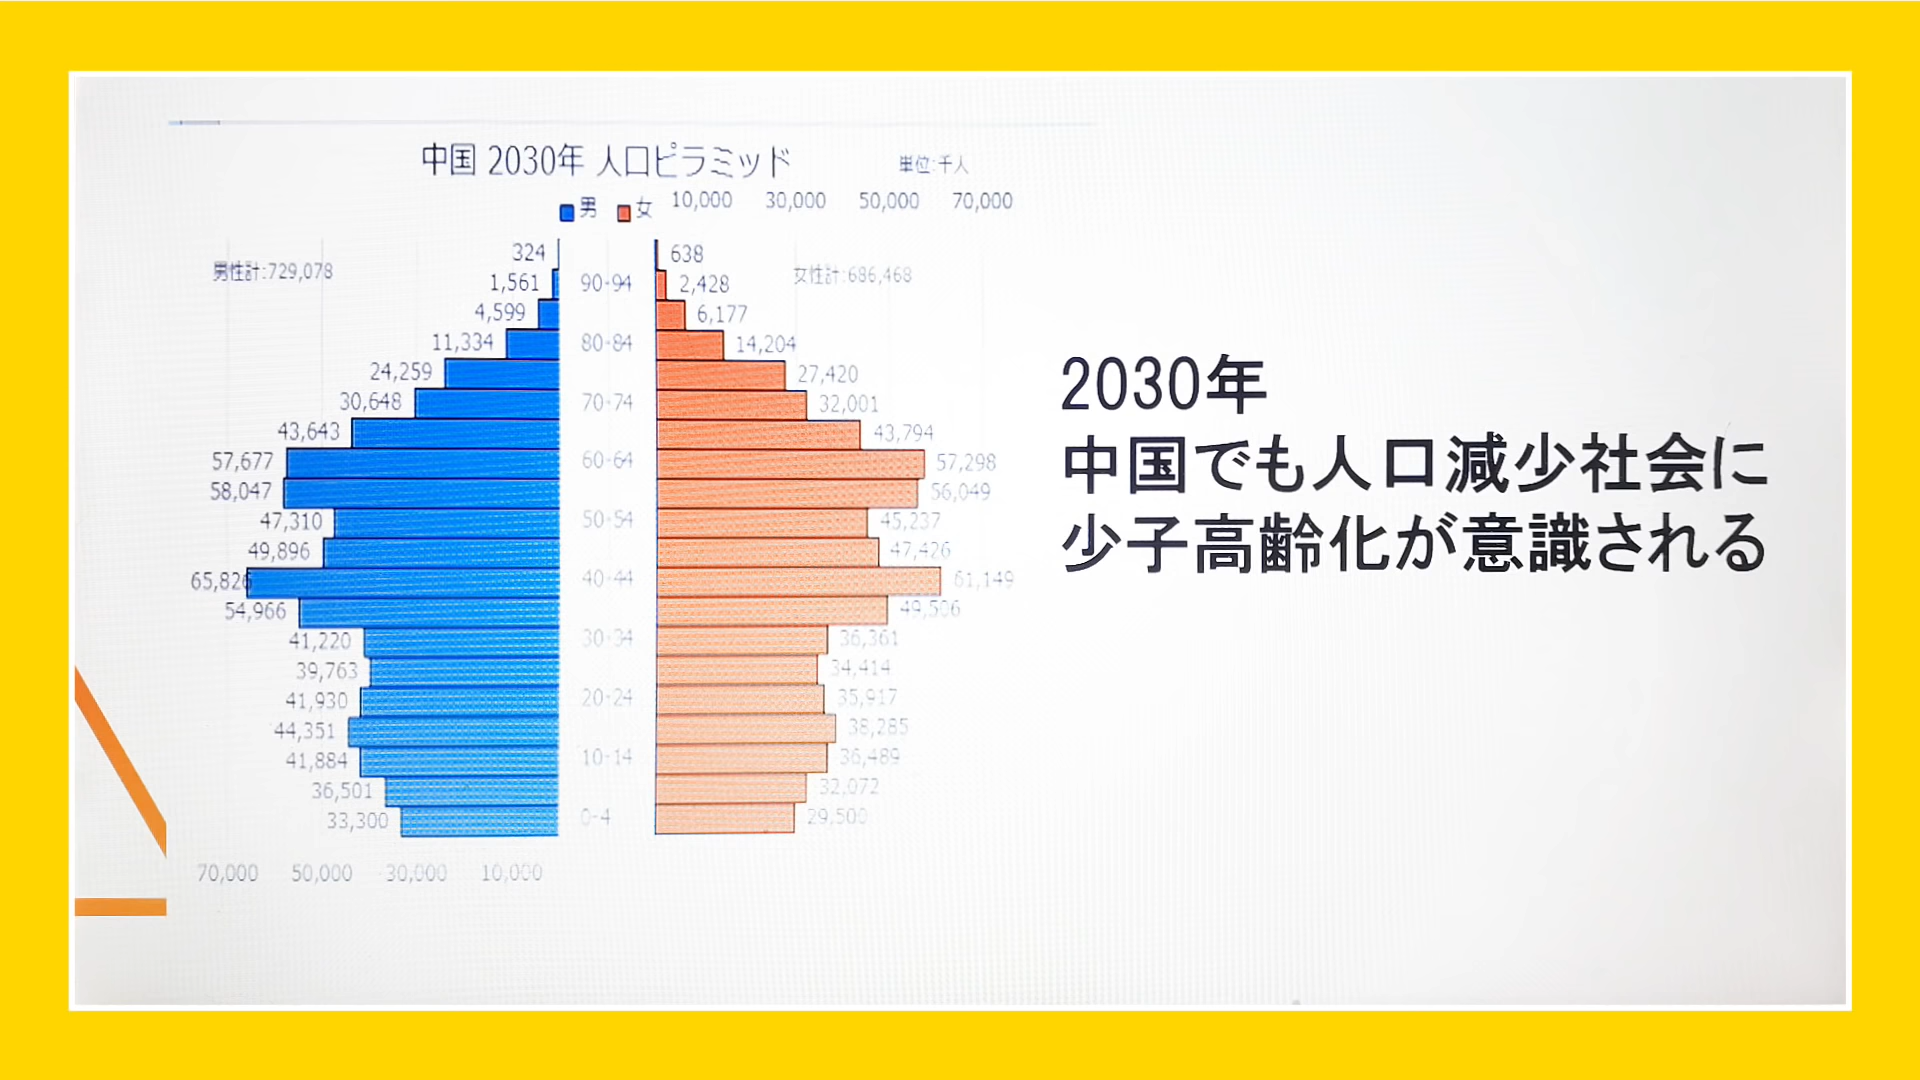 中国 2030年 人口ピラミッド
単位:千人
男 女
10,000 30,000 50,000 70,000
男性計:729,078
女性計:686,468
324 638
1,561 90-94 2,428
4,599 6,177
11,334 80-84 14,204
24,259 27,420
30,648 70-74 32,001
43,643 43,794
57,677 60-64 57,298
58,047 56,049
47,310 50-54 45,237
49,896 47,426
65,826 40-44 61,149
54,966 49,506
41,220 30-34 36,361
39,763 34,414
41,930 20-24 35,917
44,351 38,285
41,884 10-14 36,489
36,501 32,072
33,300 0-4 29,500
70,000 50,000 30,000 10,000
2030年
中国でも人口減少社会に
少子高齢化が意識される